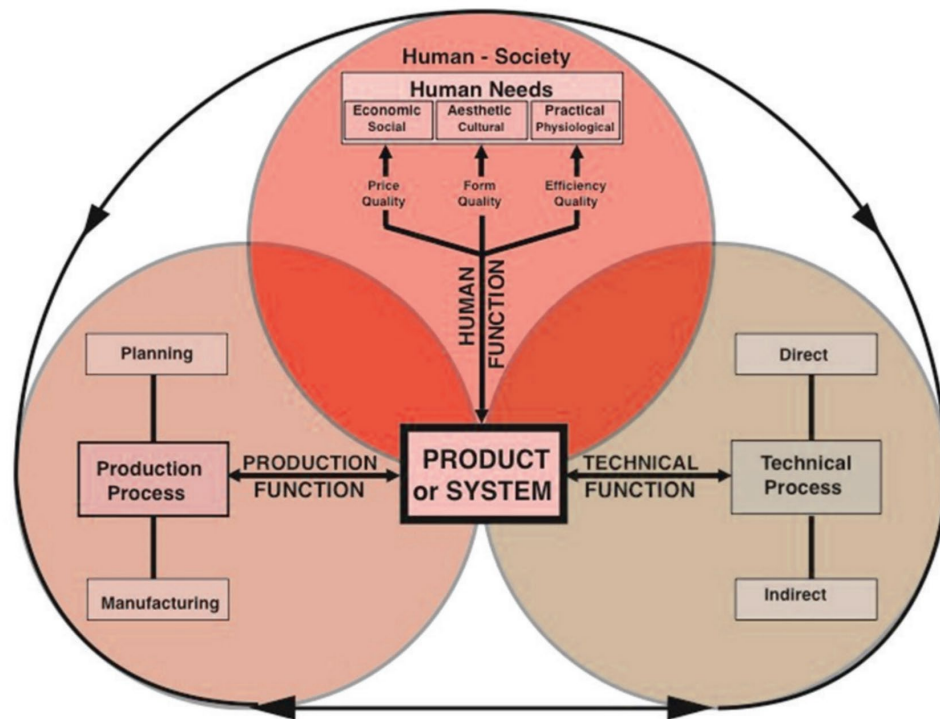 Human - Society
Human Needs
Economic Aesthetic Practical
Social Cultural Physiological
Price Form Efficiency
Quality Quality Quality
HUMAN
FUNCTION
Planning
Direct
Production
Process
PRODUCTION
FUNCTION
PRODUCT
or SYSTEM
TECHNICAL
FUNCTION
Technical
Process
Manufacturing
Indirect